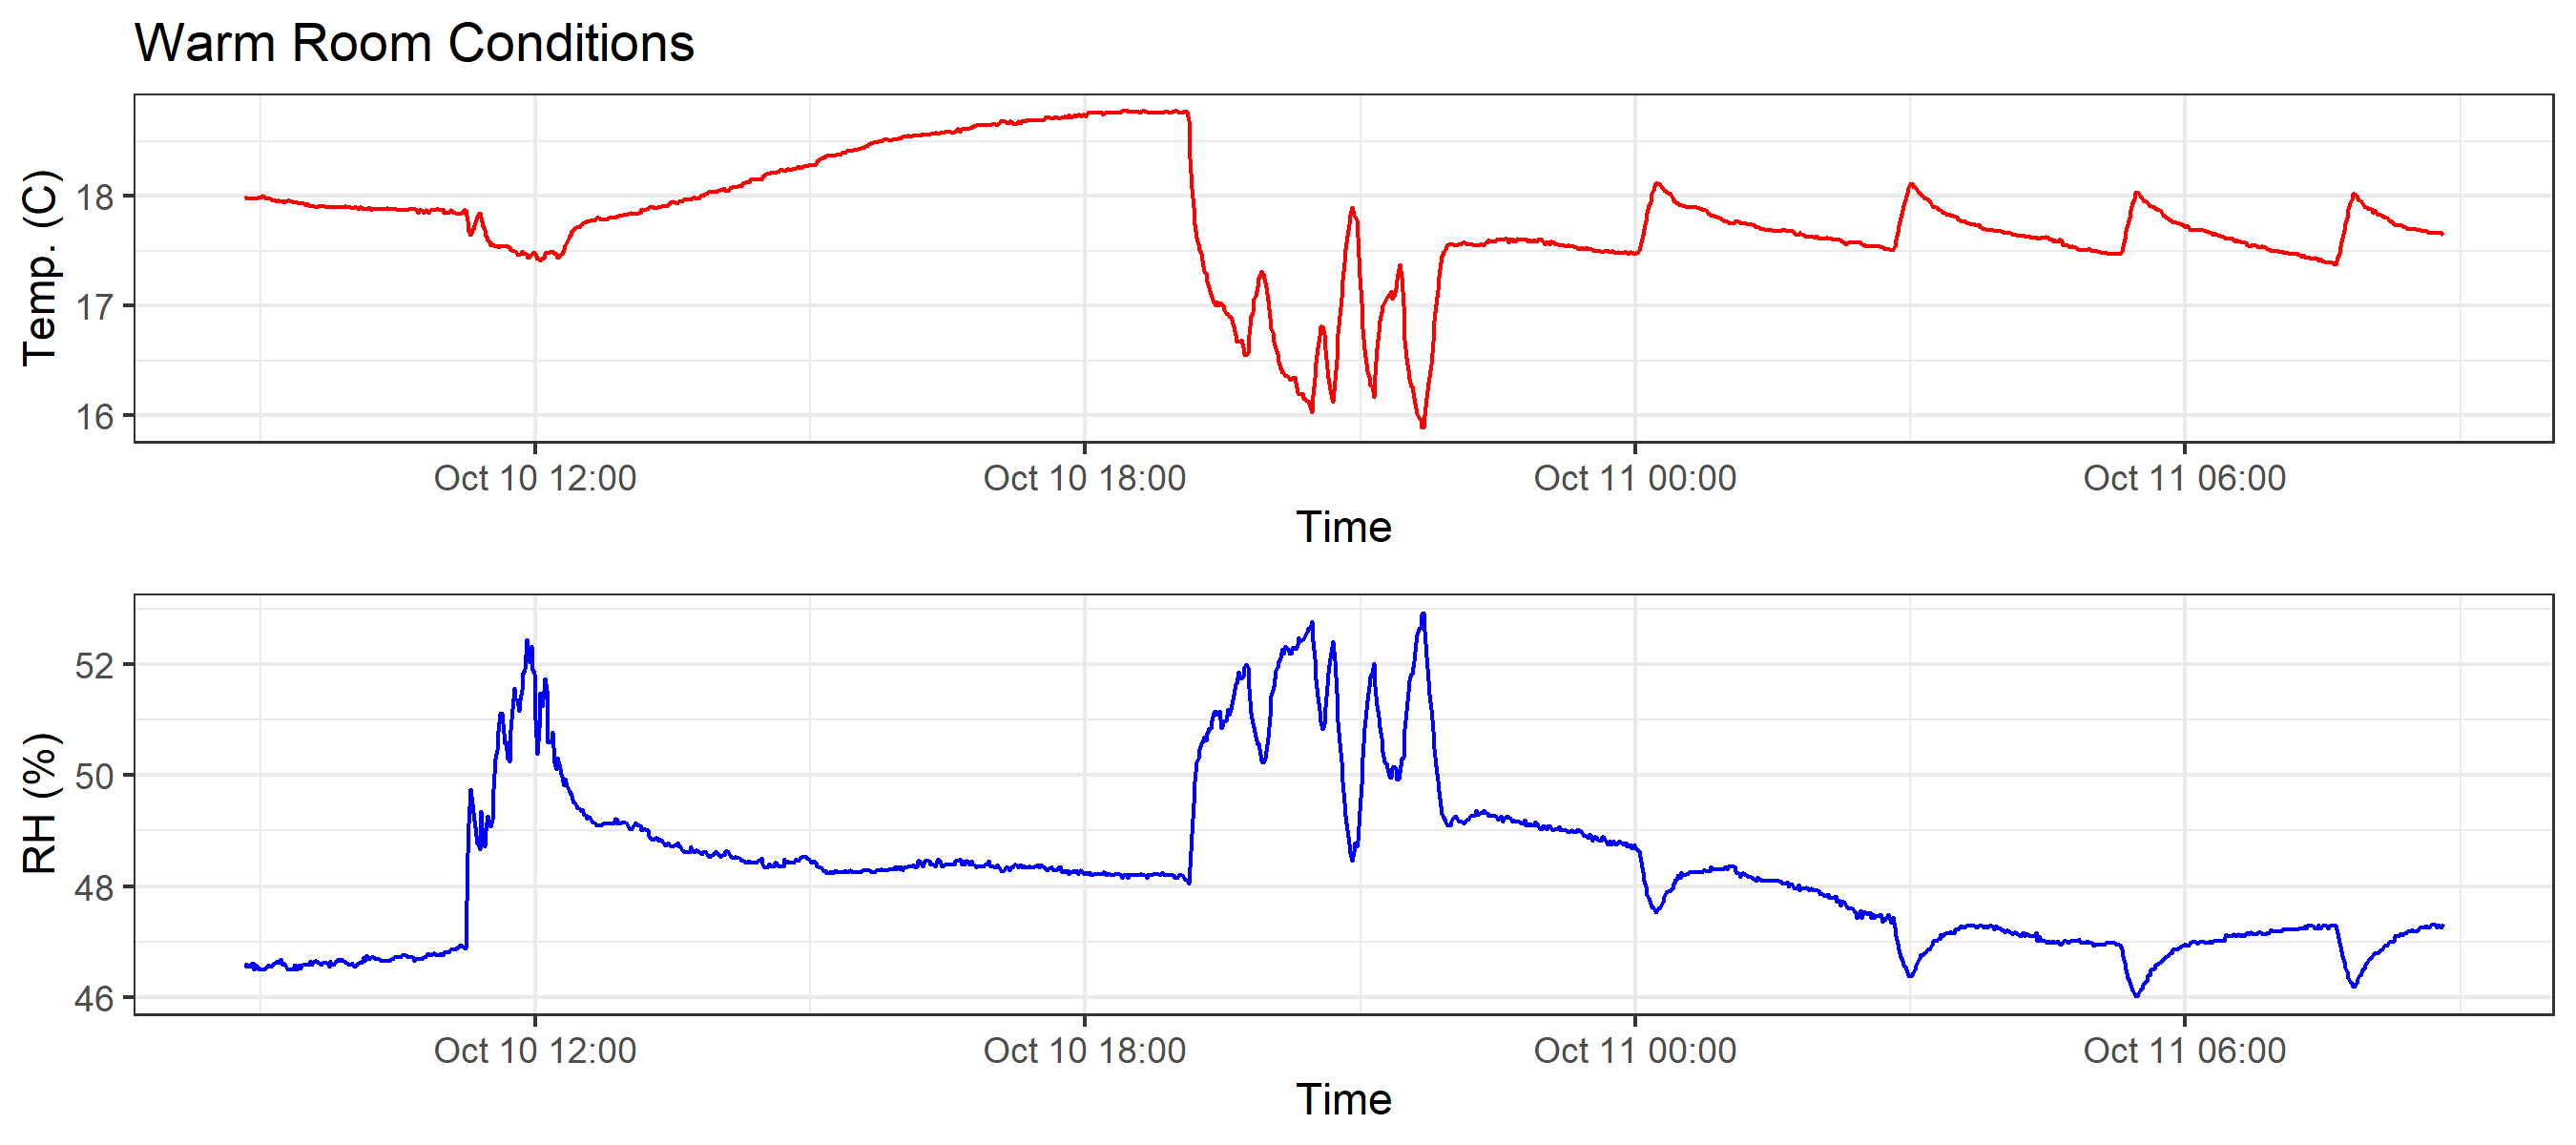 Warm Room Conditions
Temp. (C)
18
17
16
Oct 10 12:00 Oct 10 18:00 Oct 11 00:00 Oct 11 06:00
Time
RH (%)
52
50
48
46
Oct 10 12:00 Oct 10 18:00 Oct 11 00:00 Oct 11 06:00
Time